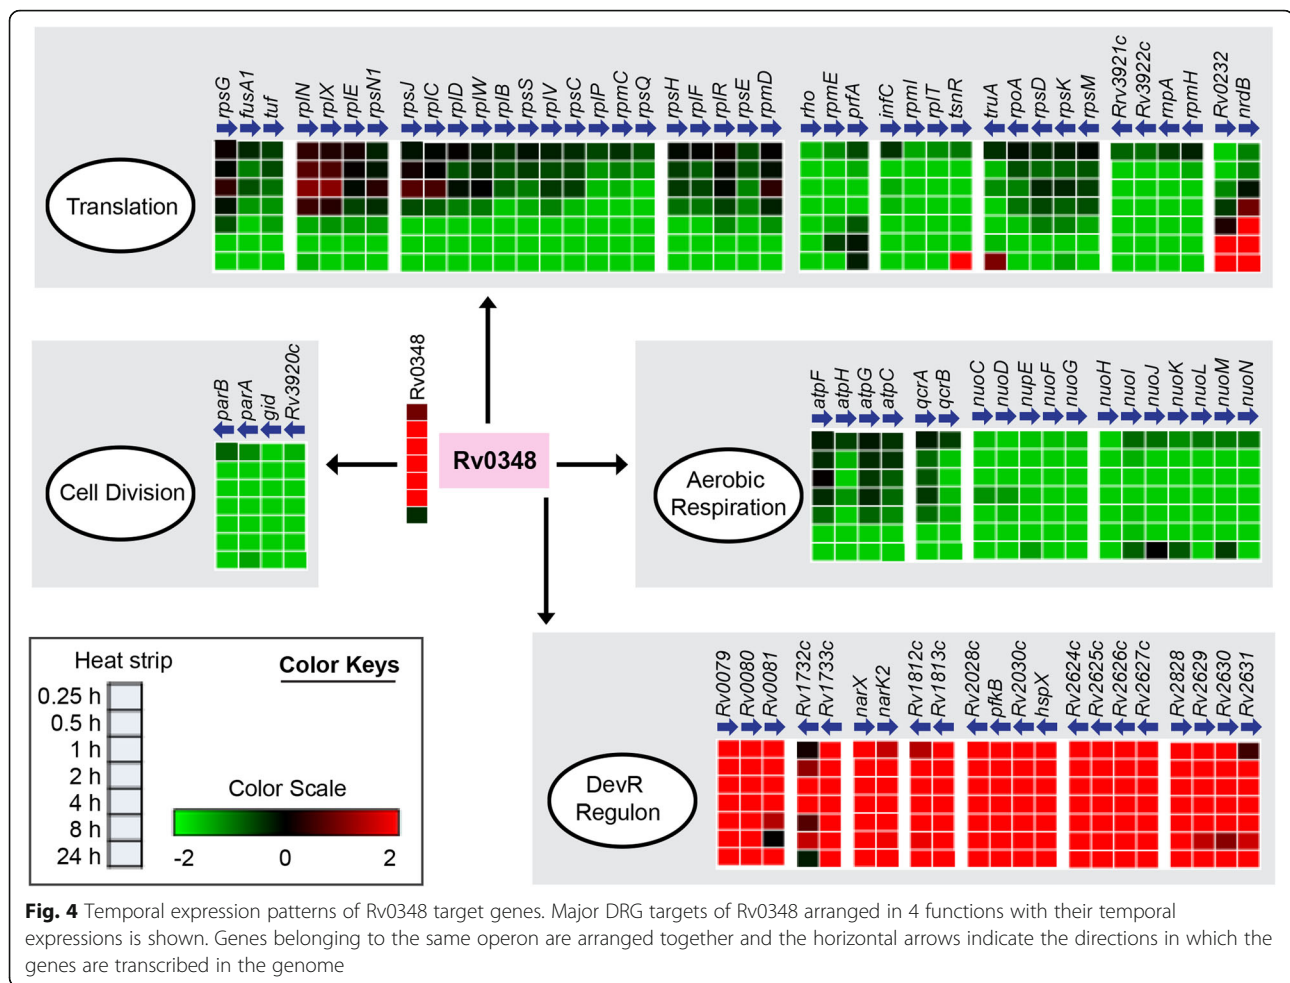 rpsG fusA1 tuf rplN rplX rplE rpsN1 rpsJ rplC rplD rplW rplB rpsS rplV rpsC rplP rpmC rpsQ rpsH rplF rplR rpsE rpmD rho rpmE prfA infC rpmI rplT tsnR truA rpoA rpsD rpsK rpsM Rv3921c Rv3922c rnpA rpmH Rv0232 nrdB
Translation
parB parA gid Rv3920c
Cell Division
Rv0348
Rv0348
atpF atpH atpG atpC qcrA qcrB nuoC nuoD nupE nuoF nuoG nuoH nuoI nuoJ nuoK nuoL nuoM nuoN
Aerobic
Respiration
Rv0079 Rv0080 Rv0081 Rv1732c Rv1733c narX narK2 Rv1812c Rv1813c Rv2028c pfkB Rv2030c hspX Rv2624c Rv2625c Rv2626c Rv2627c Rv2828 Rv2629 Rv2630 Rv2631
DevR
Regulon
Heat strip
Color Keys
0.25 h
0.5 h
1 h
2 h
4 h
8 h
24 h
Color Scale
-2 0 2
Fig. 4 Temporal expression patterns of Rv0348 target genes. Major DRG targets of Rv0348 arranged in 4 functions with their temporal
expressions is shown. Genes belonging to the same operon are arranged together and the horizontal arrows indicate the directions in which the
genes are transcribed in the genome